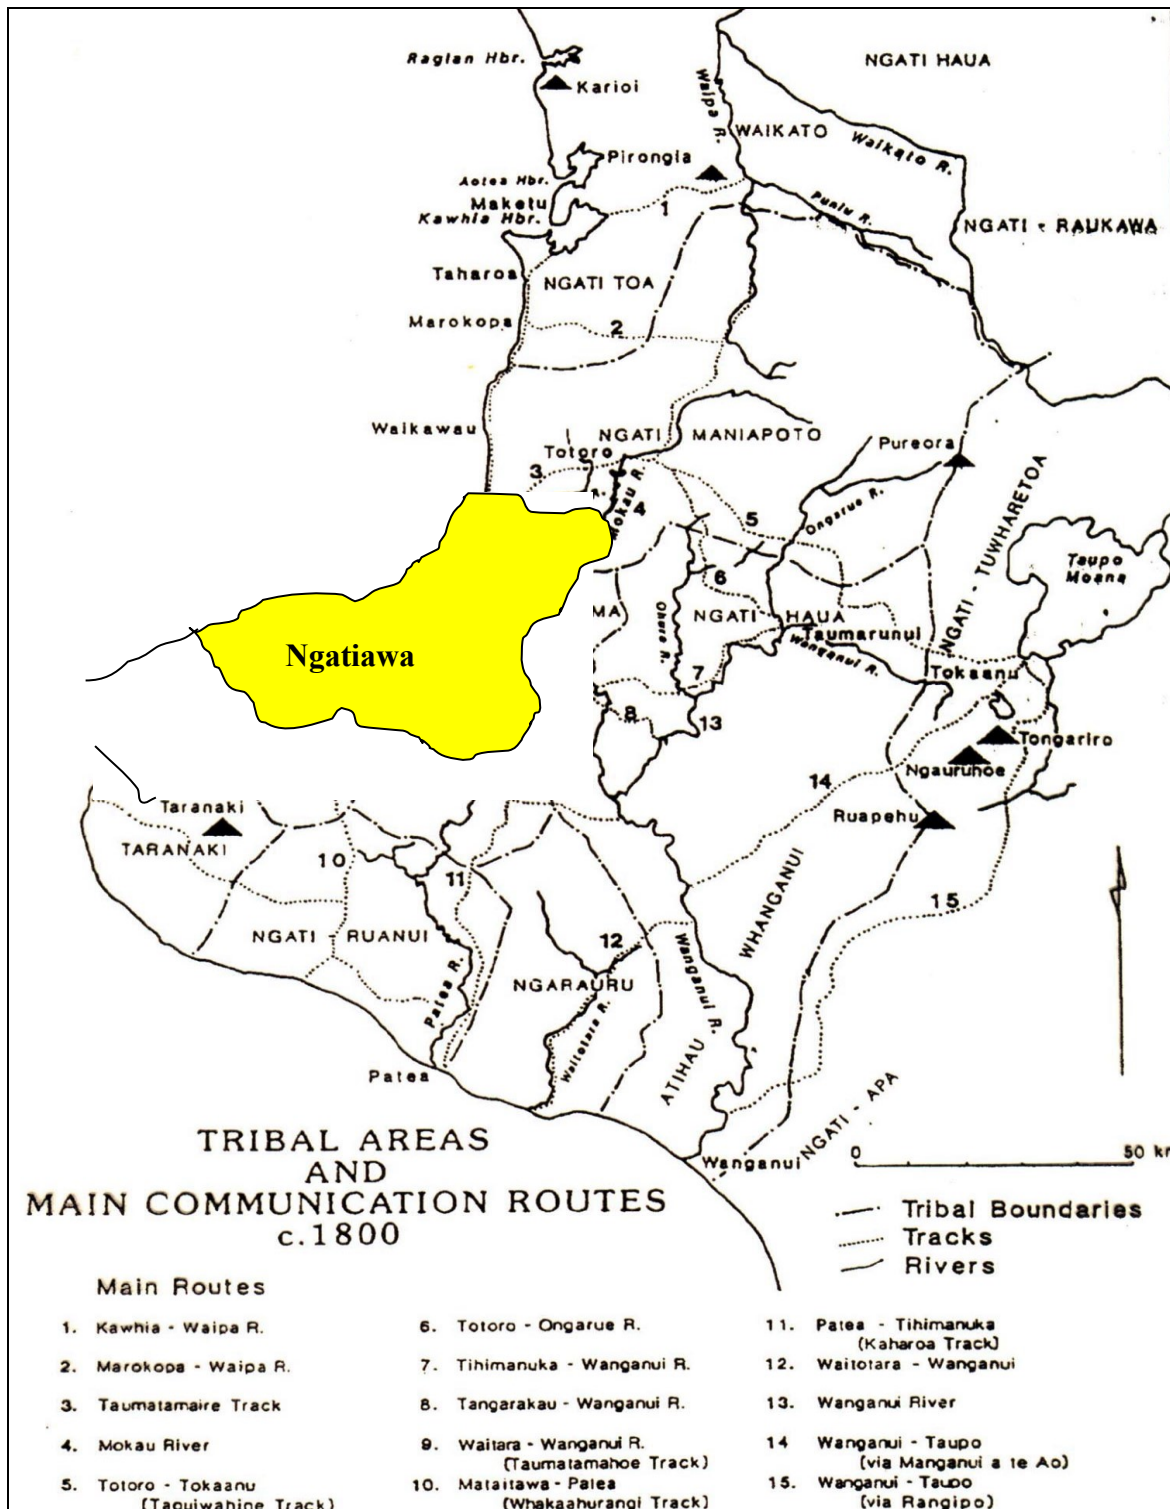 Raglan Hbr.
Karioi
NGATI HAUA
Waipa R.
WAIKATO
Waikato R.
Pirongia
Aotea Hbr.
Maketu
Kawhia Hbr.
1
Puniu R.
NGATI - RAUKAWA
Taharoa
NGATI TOA
Marokopa
2
Waikawau
NGATI MANIAPOTO
Totoro
Pureora
3
R.
Mokau R.
4
5
Ongarue R.
NGATI - TUWHARETOA
Taupo
Moana
6
MA
Ohura R.
NGATI - HAUA
Taumarunui
Wanganui R.
Ngatiawa
Tokaanu
7
8
13
Tongariro
Ngauruhoe
14
Taranaki
Ruapehu
TARANAKI
10
11
WHANGANUI
15
NGATI - RUANUI
12
Wanganui R.
Patea R.
NGARAURU
Waitotara R.
ATIHAU
Patea
NGATI - APA
Wanganui
0 50 km
TRIBAL AREAS
AND
MAIN COMMUNICATION ROUTES
c.1800
Tribal Boundaries
Tracks
Rivers
Main Routes
1. Kawhia - Waipa R.
2. Marokopa - Waipa R.
3. Taumatamaire Track
4. Mokau River
5. Totoro - Tokaanu
(Tapuiwahine Track)
6. Totoro - Ongarue R.
7. Tihimanuka - Wanganui R.
8. Tangarakau - Wanganui R.
9. Waitara - Wanganui R.
(Taumatamahoe Track)
10. Mataitawa - Patea
(Whakaahurangi Track)
11. Patea - Tihimanuka
(Kaharoa Track)
12. Waitotara - Wanganui
13. Wanganui River
14 Wanganui - Taupo
(via Manganui a te Ao)
15. Wanganui - Taupo
(via Rangipo)